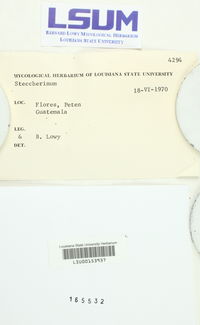 LSUM
BERNARD LOWY MYCOLOGICAL HERBARIUM
LOUISIANA STATE UNIVERSITY
4294
MYCOLOGICAL HERBARIUM OF LOUISIANA STATE UNIVERSITY
Steccherinum
18-VI-1970
LOC. Flores, Peten
Guatemala
LEG.
& B. Lowy
DET.
Louisiana State University Herbarium
LSU00153937
165532